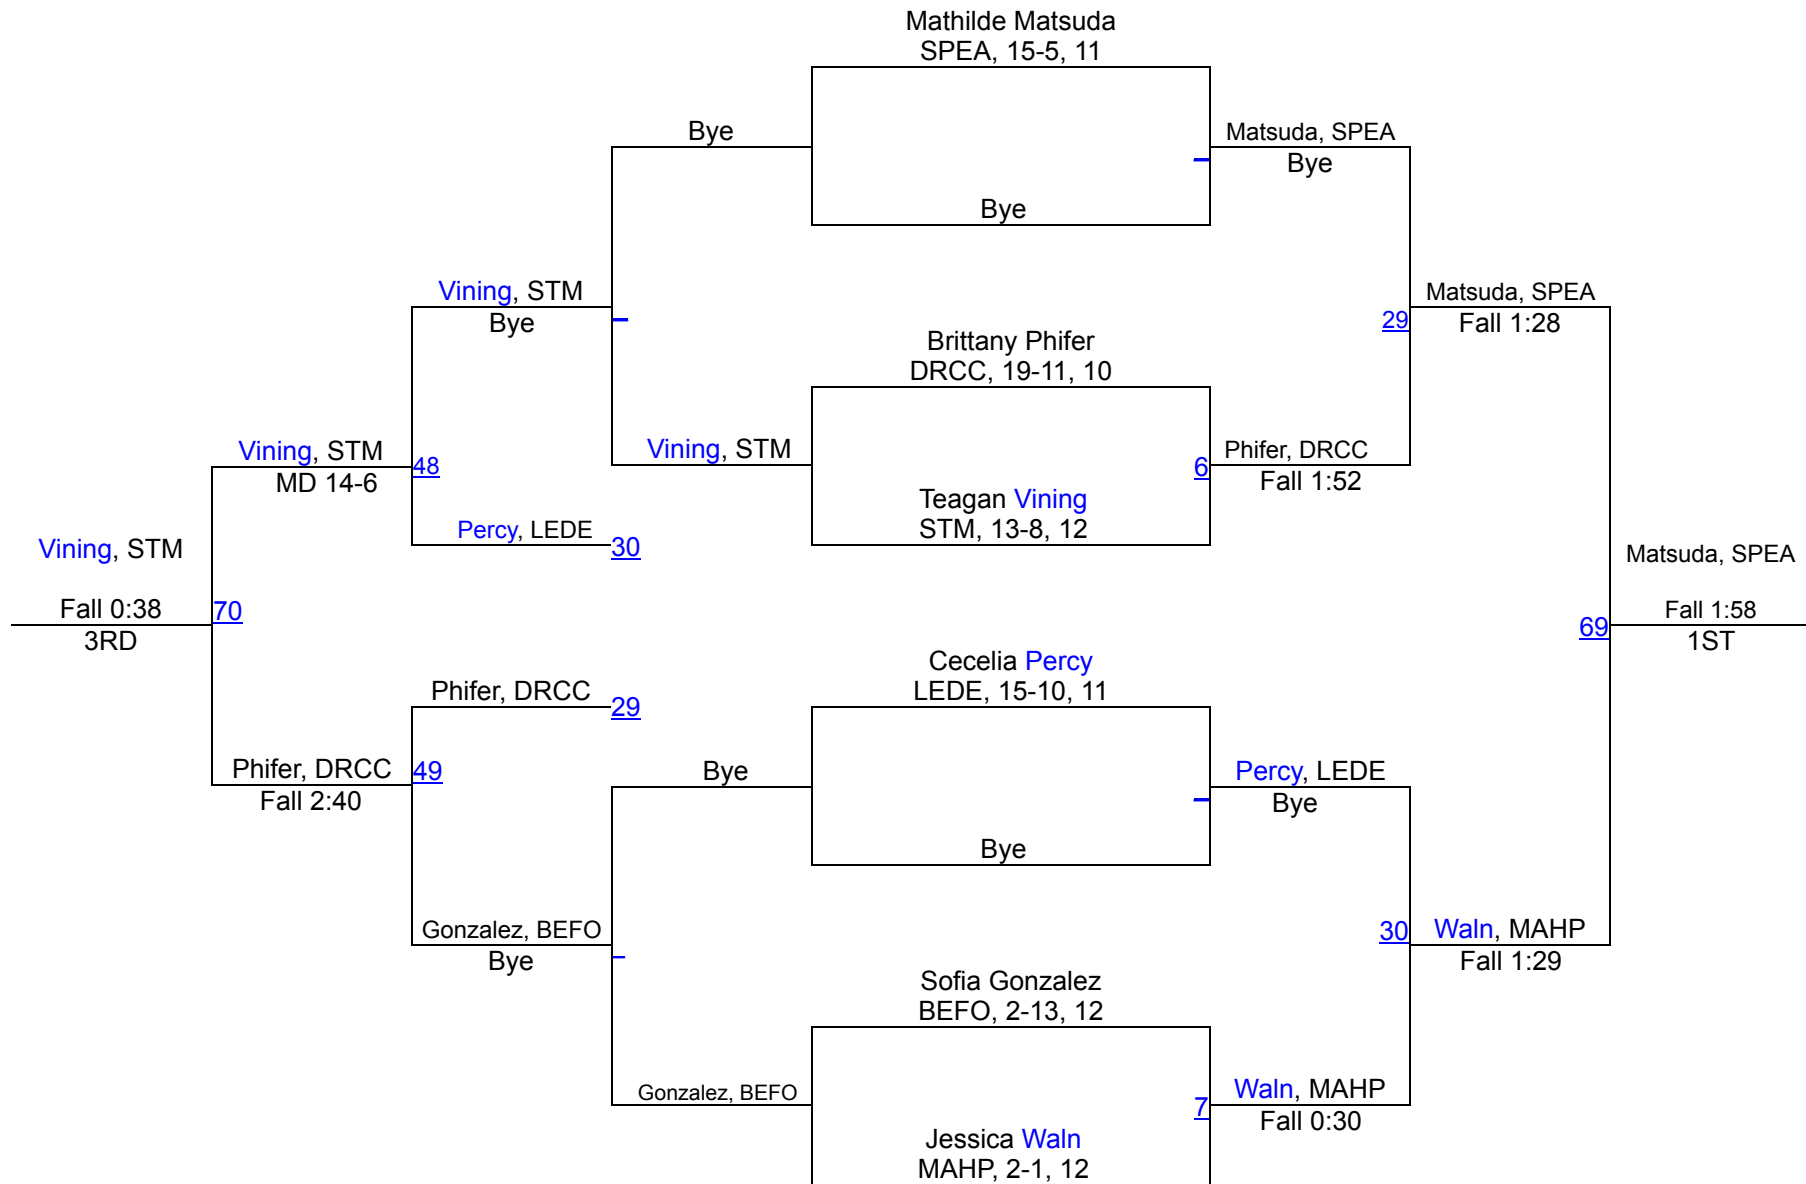 Mathilde Matsuda
SPEA, 15-5, 11
Bye
Matsuda, SPEA
Bye
Bye
Vining, STM
Bye
Matsuda, SPEA
29
Fall 1:28
Brittany Phifer
DRCC, 19-11, 10
Vining, STM
48
MD 14-6
Vining, STM
6
Phifer, DRCC
Fall 1:52
Teagan Vining
STM, 13-8, 12
Percy, LEDE
30
Vining, STM
Fall 0:38
70
3RD
Matsuda, SPEA
Fall 1:58
69
1ST
Cecelia Percy
LEDE, 15-10, 11
Phifer, DRCC
29
Phifer, DRCC
49
Fall 2:40
Bye
Percy, LEDE
Bye
Bye
Gonzalez, BEFO
Bye
30
Waln, MAHP
Fall 1:29
Sofia Gonzalez
BEFO, 2-13, 12
Gonzalez, BEFO
7
Waln, MAHP
Fall 0:30
Jessica Waln
MAHP, 2-1, 12